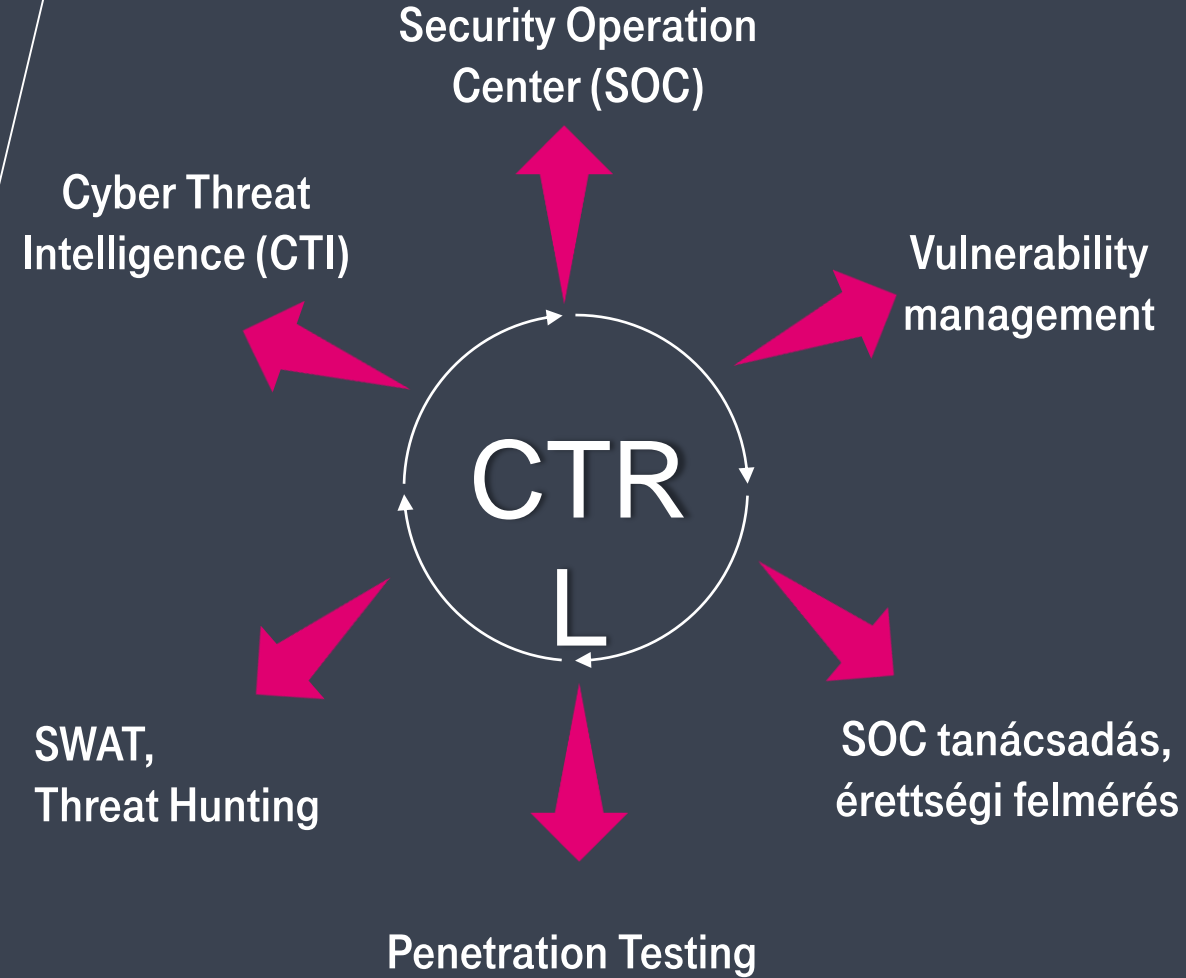 Security Operation
Center (SOC)
Cyber Threat
Intelligence (CTI)
Vulnerability
management
CTR
L
SWAT,
Threat Hunting
SOC tanácsadás,
érettségi felmérés
Penetration Testing